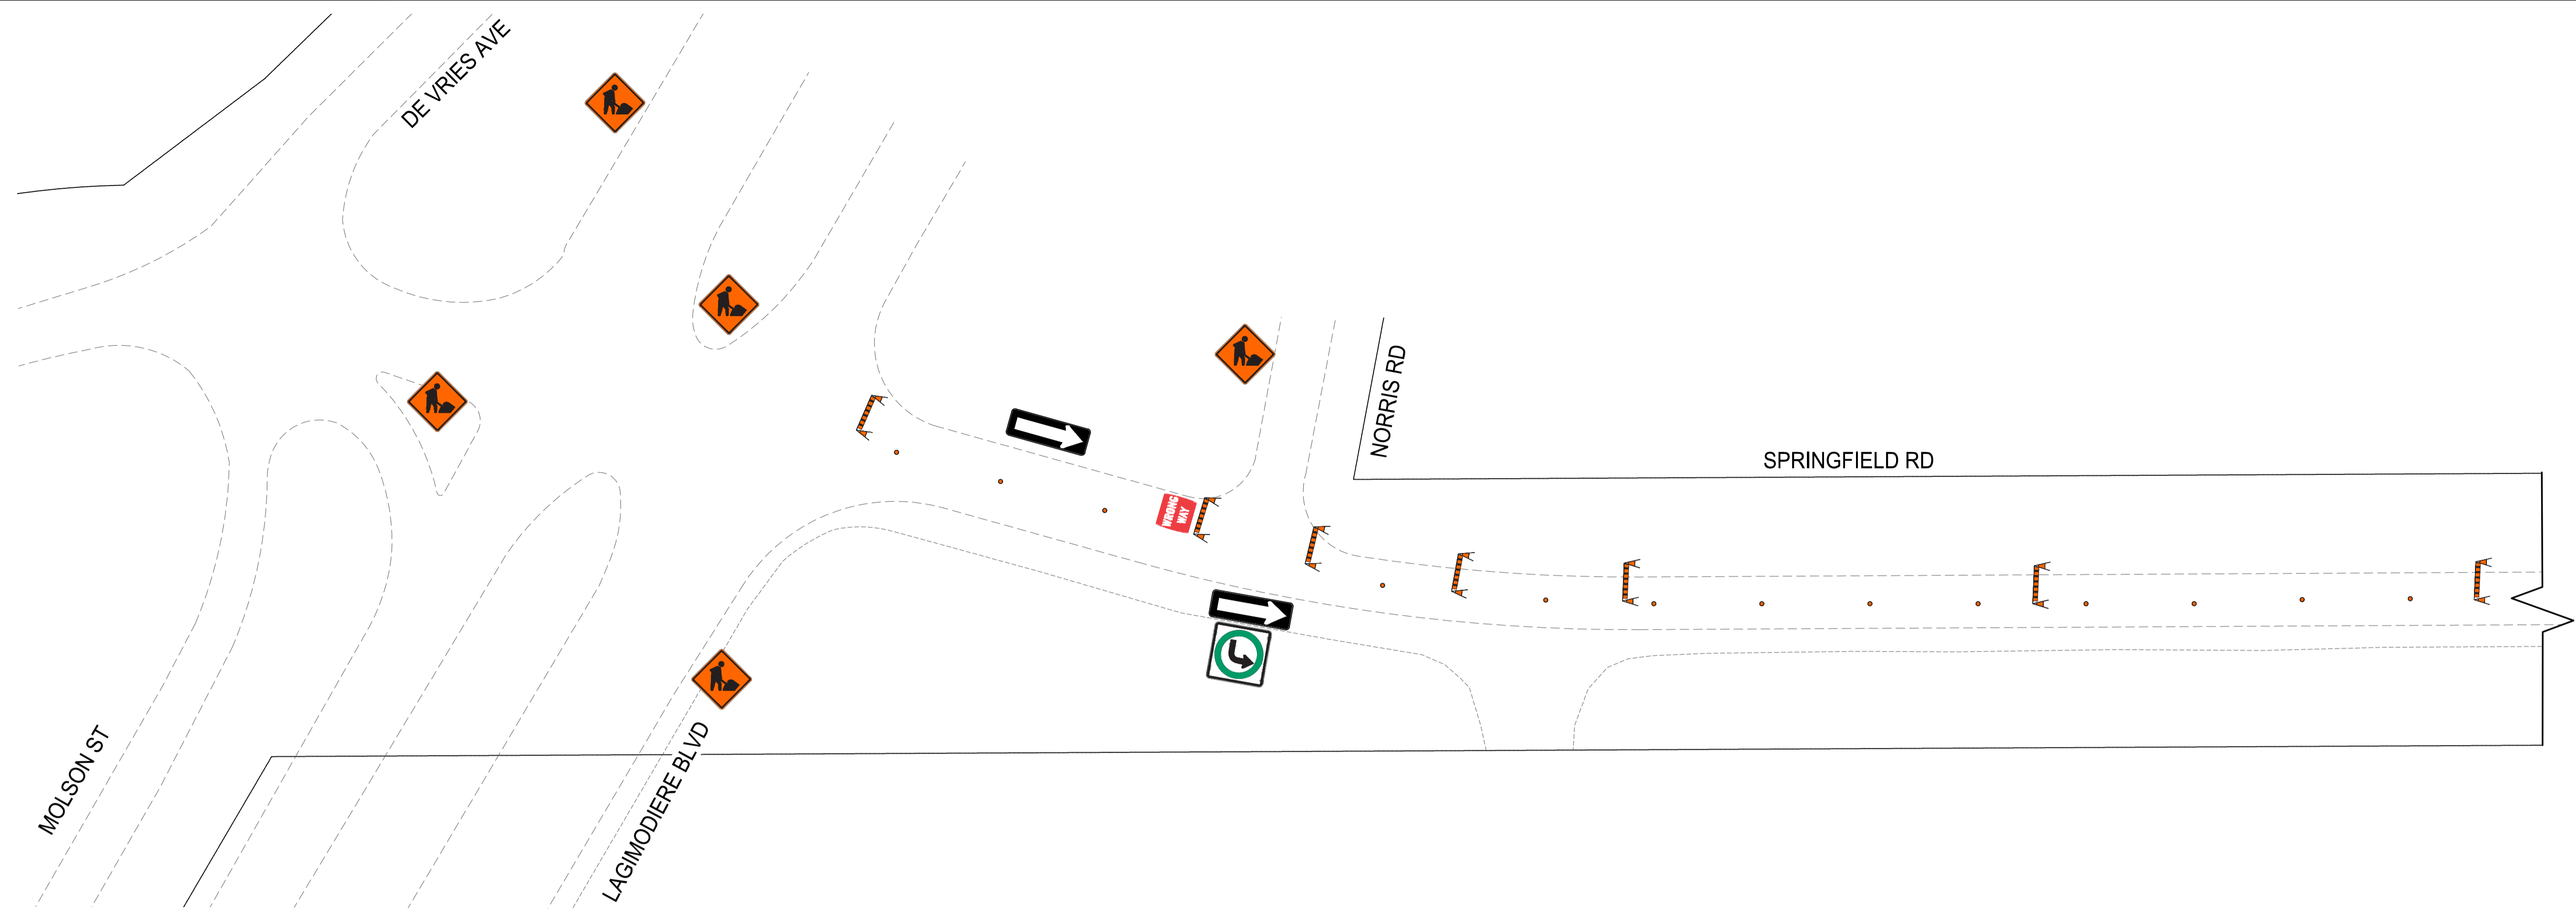 DE VRIES AVE
NORRIS RD
SPRINGFIELD RD
WRONG
WAY
LAGIMODIERE BLVD
MOLSON ST